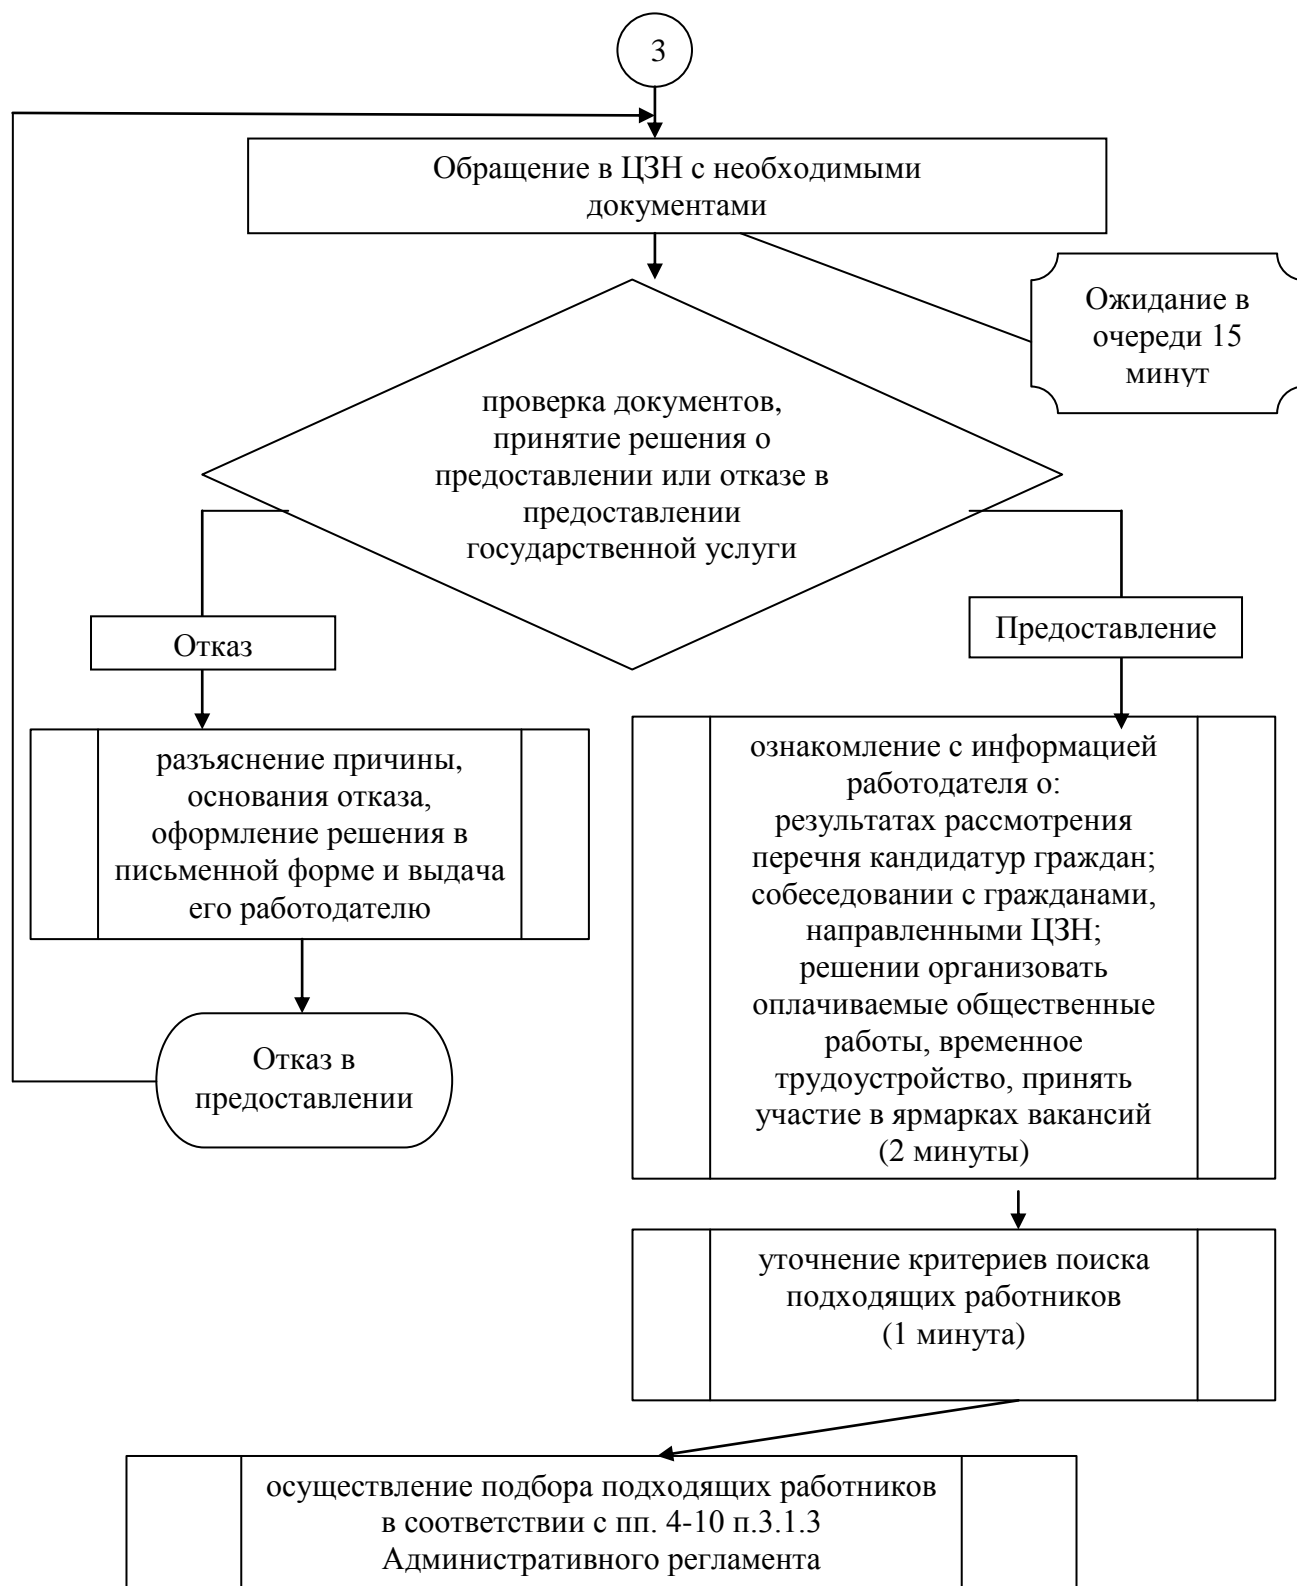 3
Обращение в ЦЗН с необходимыми
документами
Ожидание в
очереди 15
минут
проверка документов,
принятие решения о
предоставлении или отказе в
предоставлении
государственной услуги
Отказ
Предоставление
разъяснение причины,
основания отказа,
оформление решения в
письменной форме и выдача
его работодателю
Отказ в
предоставлении
ознакомление с информацией
работодателя о:
результатах рассмотрения
перечня кандидатур граждан;
собеседовании с гражданами,
направленными ЦЗН;
решении организовать
оплачиваемые общественные
работы, временное
трудоустройство, принять
участие в ярмарках вакансий
(2 минуты)
уточнение критериев поиска
подходящих работников
(1 минута)
осуществление подбора подходящих работников
в соответствии с пп. 4-10 п.3.1.3
Административного регламента